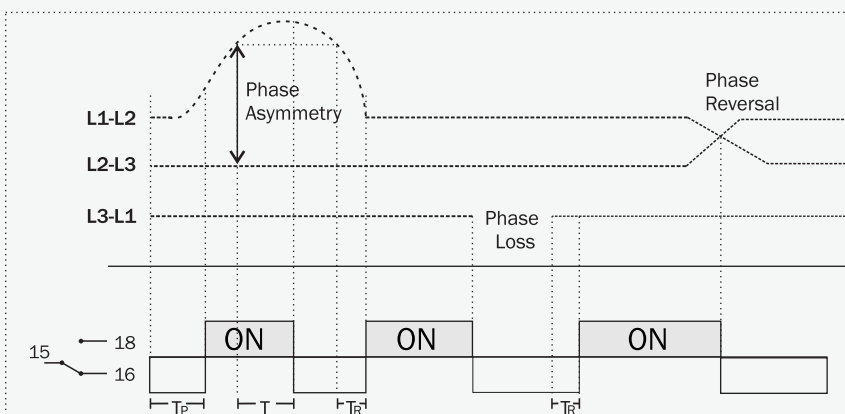 Phase
Asymmetry
Phase
Reversal
L1-L2
L2-L3
L3-L1
Phase
Loss
ON
ON
ON
15
18
16
TP
T
TR
TR